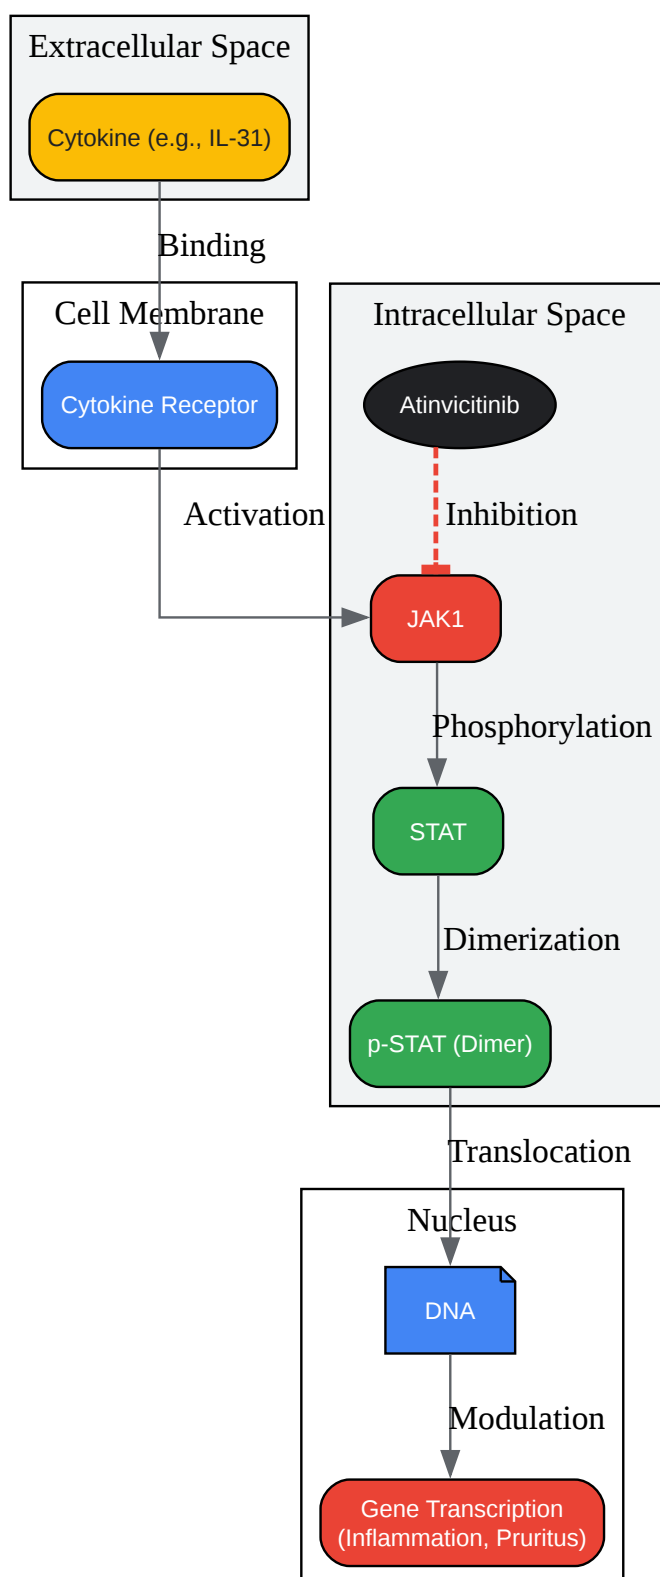 Extracellular Space
Cytokine (e.g., IL-31)
Binding
Cell Membrane
Cytokine Receptor
Intracellular Space
Atinvicitinib
Activation
Inhibition
JAK1
Phosphorylation
STAT
Dimerization
p-STAT (Dimer)
Translocation
Nucleus
DNA
Modulation
Gene Transcription
(Inflammation, Pruritus)